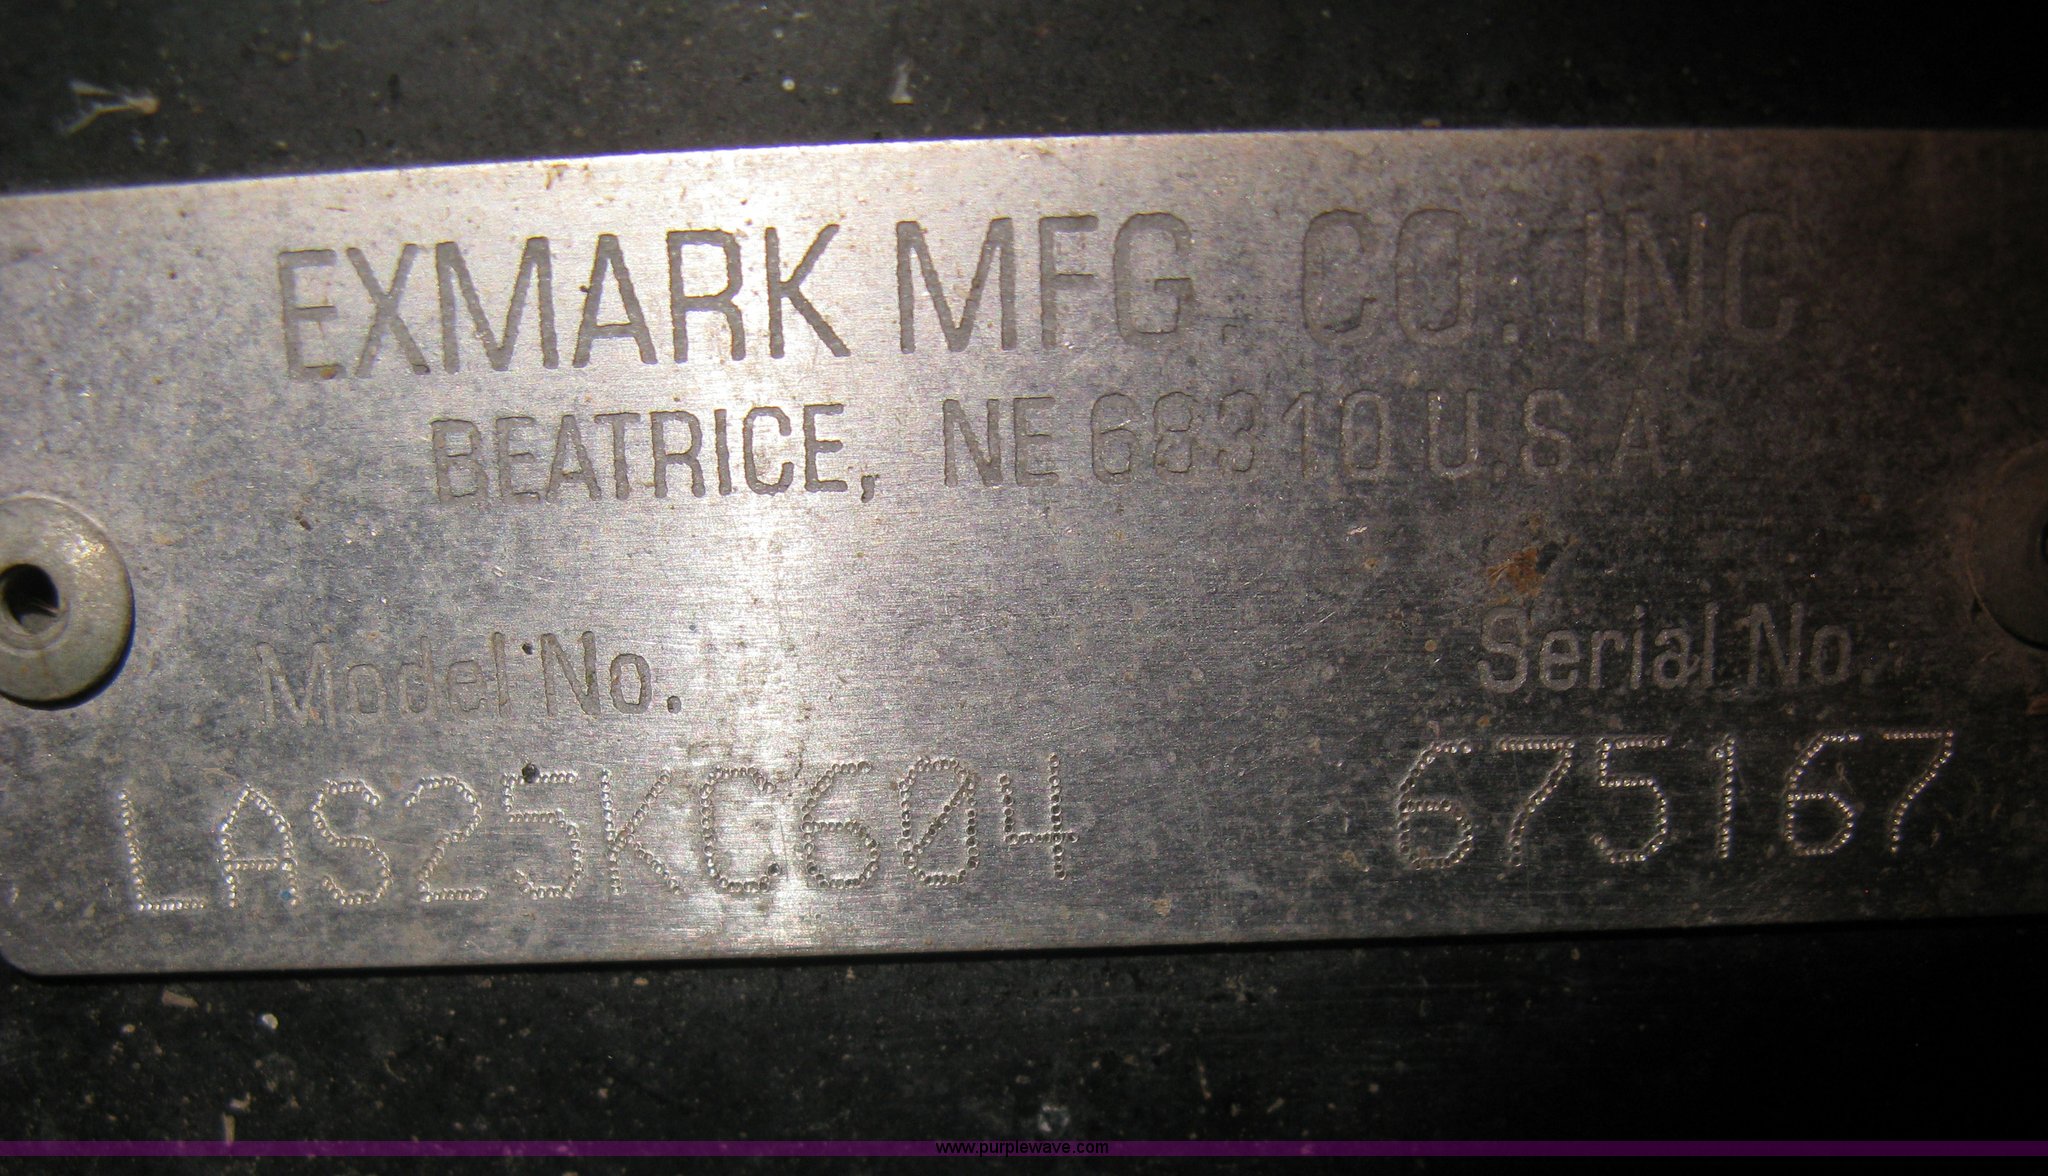 EXMARK MFG. CO. INC.
BEATRICE, NE 68310 U.S.A.
Model No. Serial No.
LAS25KC604 675167
www.purplewave.com